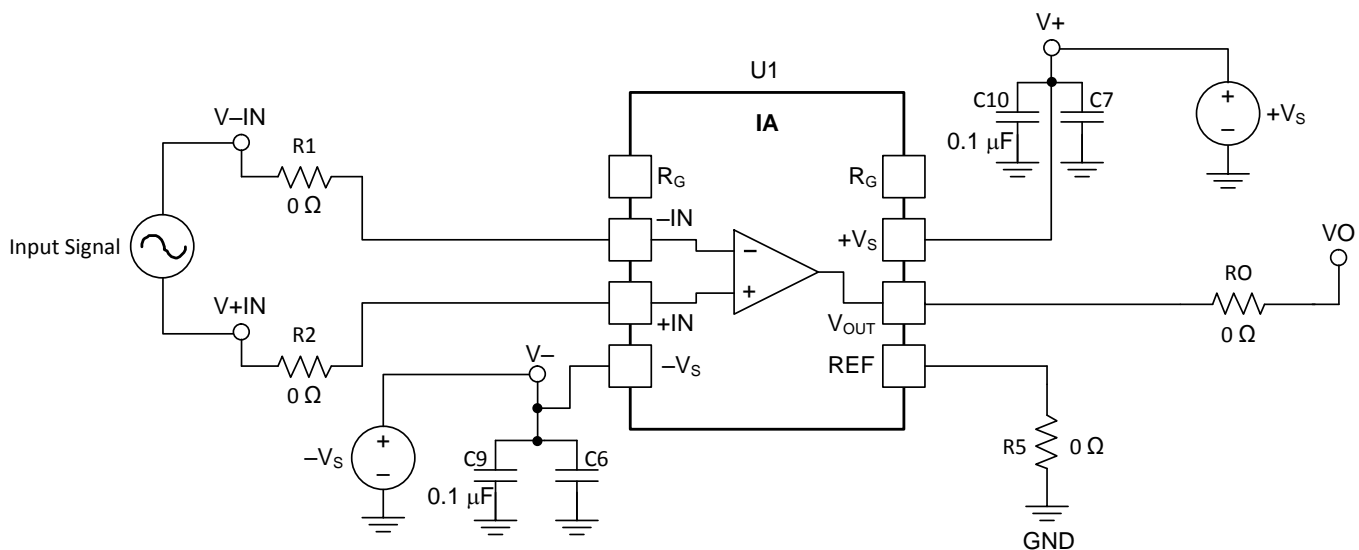 V+
U1
IA
C10
C7
0.1 μF
+
–
+VS
V–IN
R1
0 Ω
RG
RG
–IN
+VS
–
+
VO
RO
0 Ω
Input Signal
V+IN
R2
0 Ω
+IN
VOUT
V-
–VS
REF
+
–
–VS
C9
C6
0.1 μF
R5
0 Ω
GND